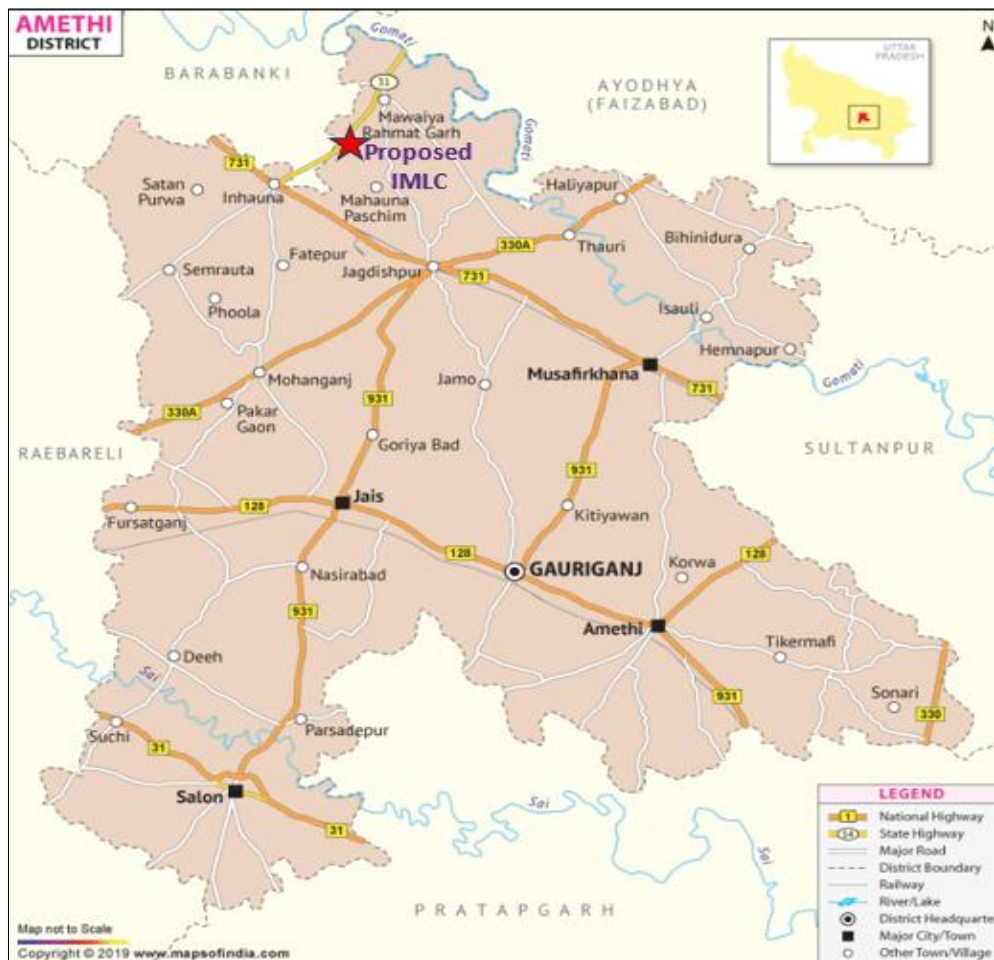 AMETHI
DISTRICT
N
Gomati
UTTAR
PRADESH
BARABANKI
AYODHYA
(FAIZABAD)
31
Mawaiya
Rahmat Garh
Gomati
Proposed
IMLC
731
Satan
Purwa
Inhauna
Mahauna
Paschim
Haliyapur
330A
Thauri
Bihinidura
Fatepur
Semrauta
Jagdishpur
731
Phoola
Isauli
Hemnapur
Musafirkhana
Mohanganj
Jamo
Gomati
931
731
330A
Pakar
Gaon
Goriya Bad
RAEBARELI
SULTANPUR
931
Jais
128
Fursatganj
Kitiyawan
128
128
GAURIGANJ
Korwa
Nasirabad
931
Amethi
Tikermafi
Deeh
Sai
931
Sonari
330
Suchi
31
Parsadepur
Salon
Sai
31
Sai
PRATAPGARH
LEGEND
1 National Highway
14 State Highway
Major Road
District Boundary
Railway
River/Lake
District Headquarte
Major City/Town
Other Town/Village
Map not to Scale
Copyright © 2019 www.mapsofindia.com